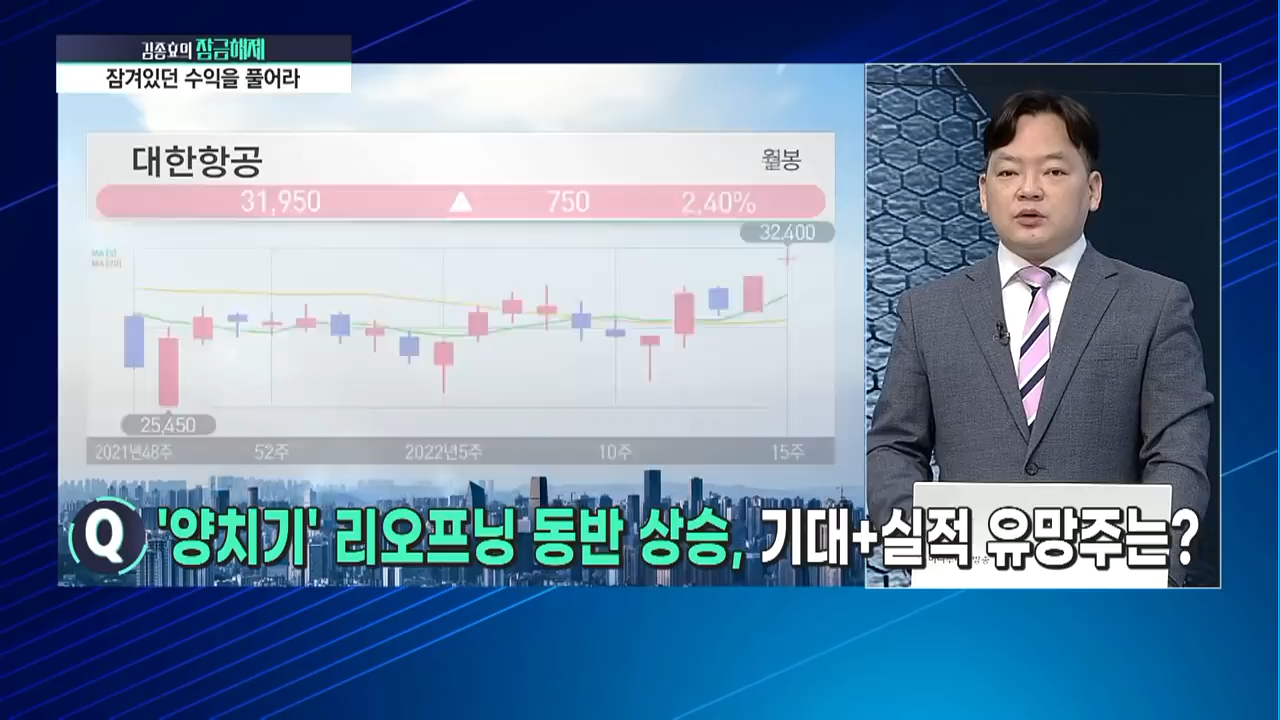 김종효의 잠금해제
잠겨있던 수익을 풀어라
대한항공
월봉
31,950 ▲ 750 2,40%
32,400
25,450
2021년48주 52주 2022년5주 10주 15주
Q '양치기' 리오프닝 동반 상승, 기대+실적 유망주는?